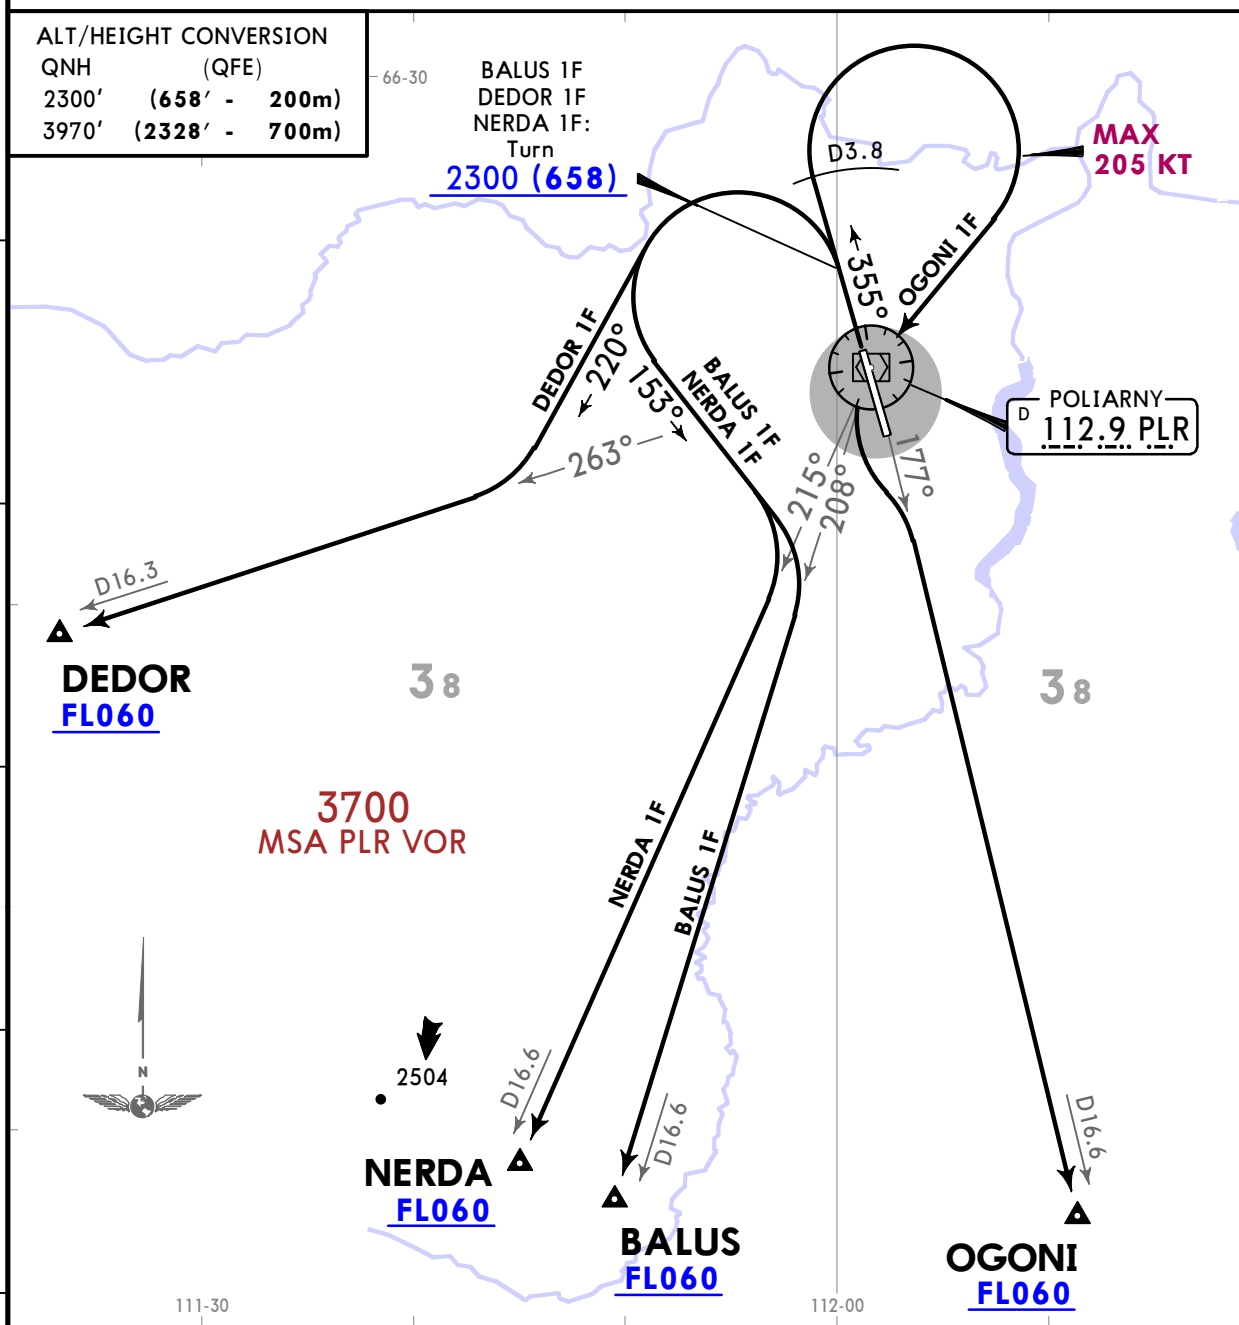 ALT/HEIGHT CONVERSION
QNH (QFE)
2300' (658' - 200m)
3970' (2328' - 700m)
66-30
BALUS 1F
DEDOR 1F
NERDA 1F:
Turn
2300 (658)
D3.8
MAX
205 KT
355°
OGONI 1F
DEDOR 1F
220°
153°
BALUS 1F
NERDA 1F
263°
215°
208°
177°
D POLIARNY
112.9 PLR
D16.3
DEDOR
FL060
38
38
3700
MSA PLR VOR
NERDA 1F
BALUS 1F
N
2504
D16.6
D16.6
D16.6
NERDA
FL060
BALUS
FL060
OGONI
FL060
111-30
112-00